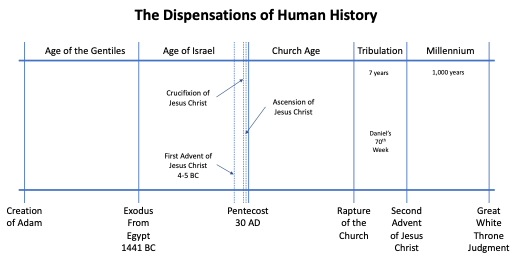 The Dispensations of Human History
Age of the Gentiles
Age of Israel
Church Age
Tribulation
Millennium
7 years
1,000 years
Crucifixion of
Jesus Christ
Ascension of
Jesus Christ
Daniel's
70th
Week
First Advent of
Jesus Christ
4-5 BC
Creation
of Adam
Exodus
From
Egypt
1441 BC
Pentecost
30 AD
Rapture
of the
Church
Second
Advent
of Jesus
Christ
Great
White
Throne
Judgment